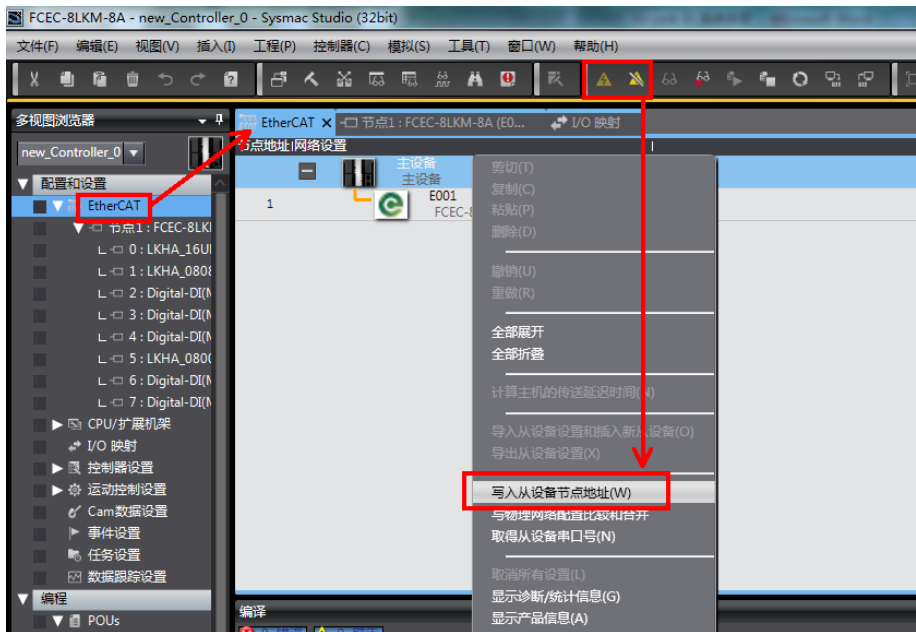 FCEC-8LKM-8A - new_Controller_0 - Sysmac Studio (32bit)
文件(F) 编辑(E) 视图(V) 插入(I) 工程(P) 控制器(C) 模拟(S) 工具(T) 窗口(W) 帮助(H)
多视图浏览器
new_Controller_0
配置和设置
EtherCAT
节点1 : FCEC-8LK
0 : LKHA_16U
1 : LKHA_0808
2 : Digital-DI(
3 : Digital-DI(
4 : Digital-DI(
5 : LKHA_080
6 : Digital-DI(
7 : Digital-DI(
CPU/扩展机架
I/O 映射
控制器设置
运动控制设置
Cam数据设置
事件设置
任务设置
数据跟踪设置
编程
POUs
EtherCAT 节点1 : FCEC-8LKM-8A (E0... I/O 映射
节点地址|网络设置
主设备
主设备
1 E001
FCEC-8
剪切(T)
复制(C)
粘贴(P)
删除(D)
撤销(U)
重做(R)
全部展开
全部折叠
计算主机的传送延迟时间(N)
导入从设备设置和插入新从设备(O)
导出从设备设置(X)
写入从设备节点地址(W)
与物理网络配置比较和合并
取得从设备串口号(N)
取消所有设置(L)
显示诊断/统计信息(G)
显示产品信息(A)
编译